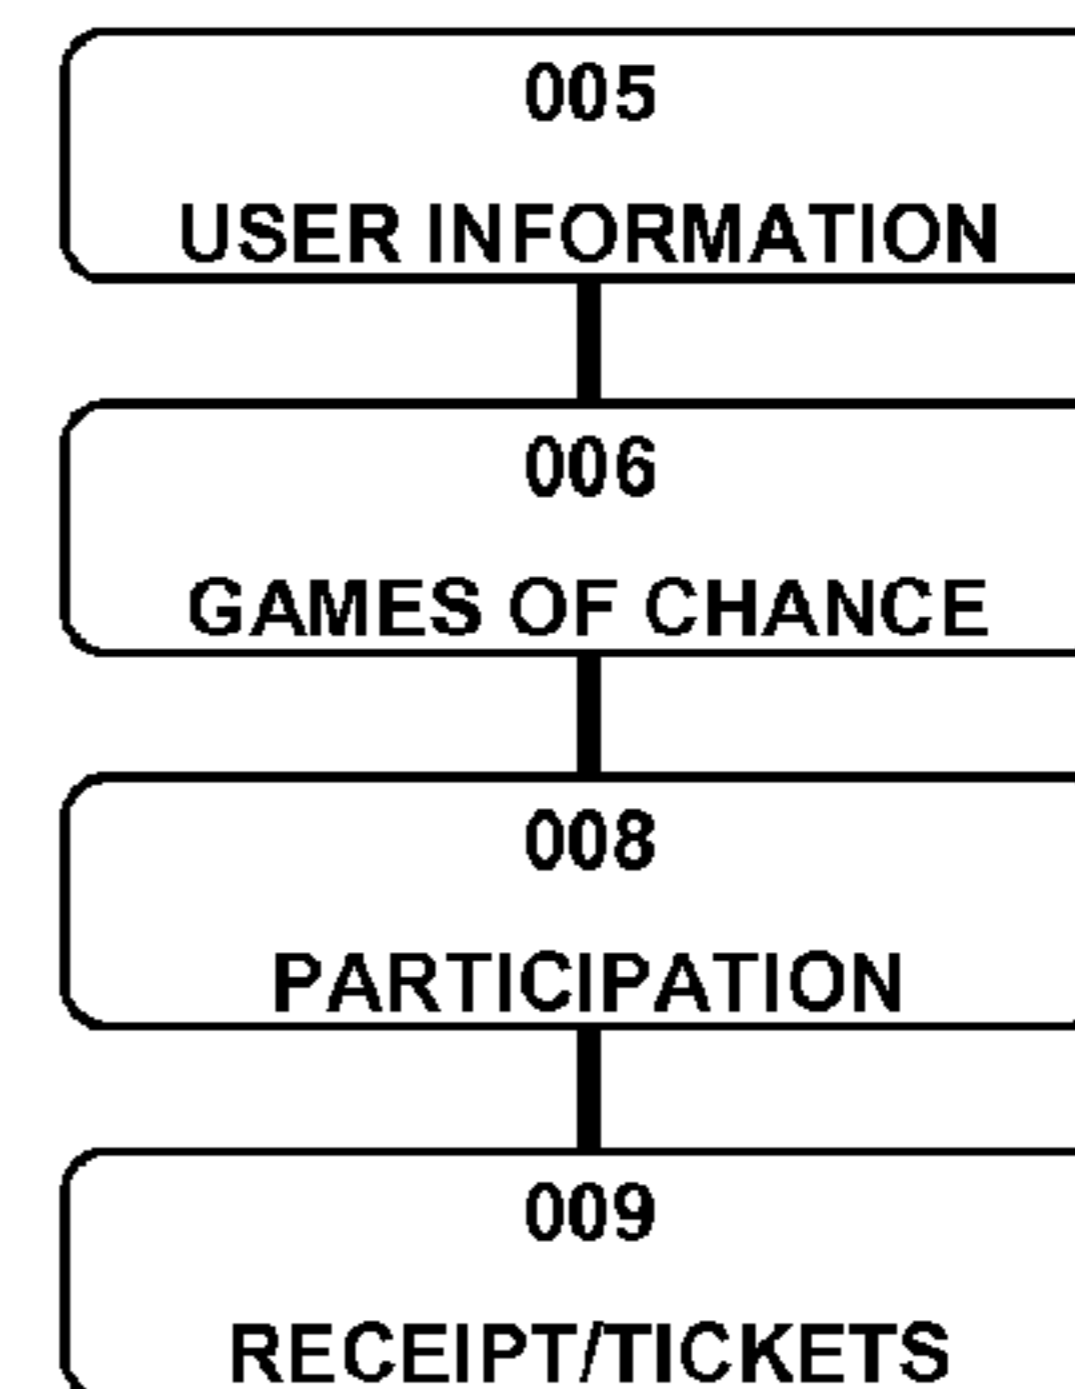 005
USER INFORMATION
006
GAMES OF CHANCE
008
PARTICIPATION
009
RECEIPT/TICKETS